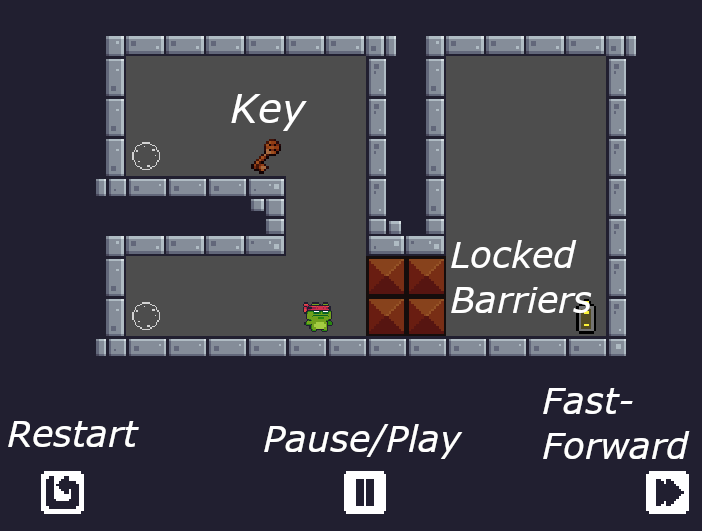 Key
Locked
Barriers
Restart
Pause/Play
Fast-
Forward